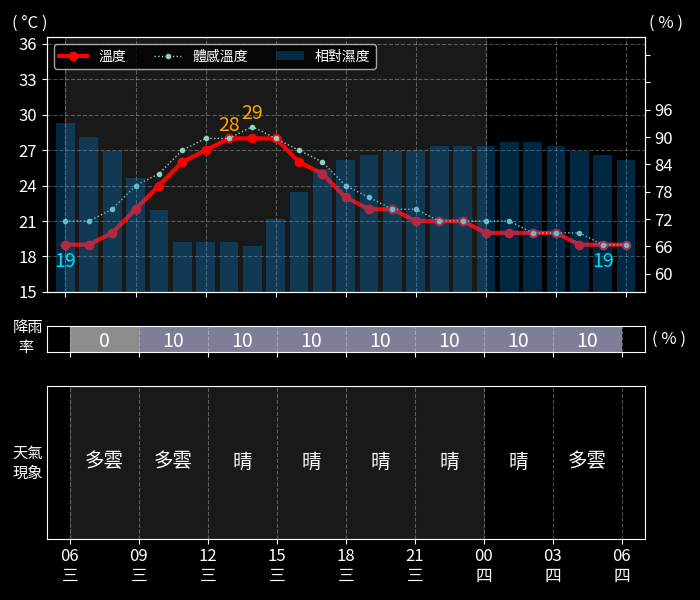 ( °C )
( % )
溫度
體感溫度
相對濕度
36
33
30
27
24
21
18
15
96
90
84
78
72
66
60
28
29
19
19
降雨
率
0 10 10 10 10 10 10 10
( % )
天氣
現象
多雲 多雲 晴 晴 晴 晴 晴 多雲
06 09 12 15 18 21 00 03 06
三 三 三 三 三 三 四 四 四